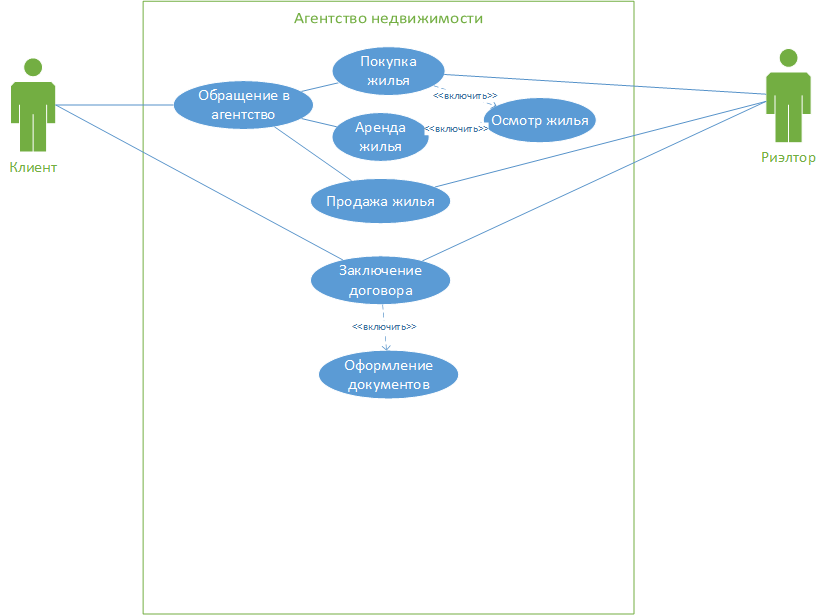 Агентство недвижимости
Покупка
жилья
Обращение в
агентство
<<включить>>
Аренда
жилья
<<включить>>
Осмотр жилья
Клиент
Риэлтор
Продажа жилья
Заключение
договора
<<включить>>
Оформление
документов